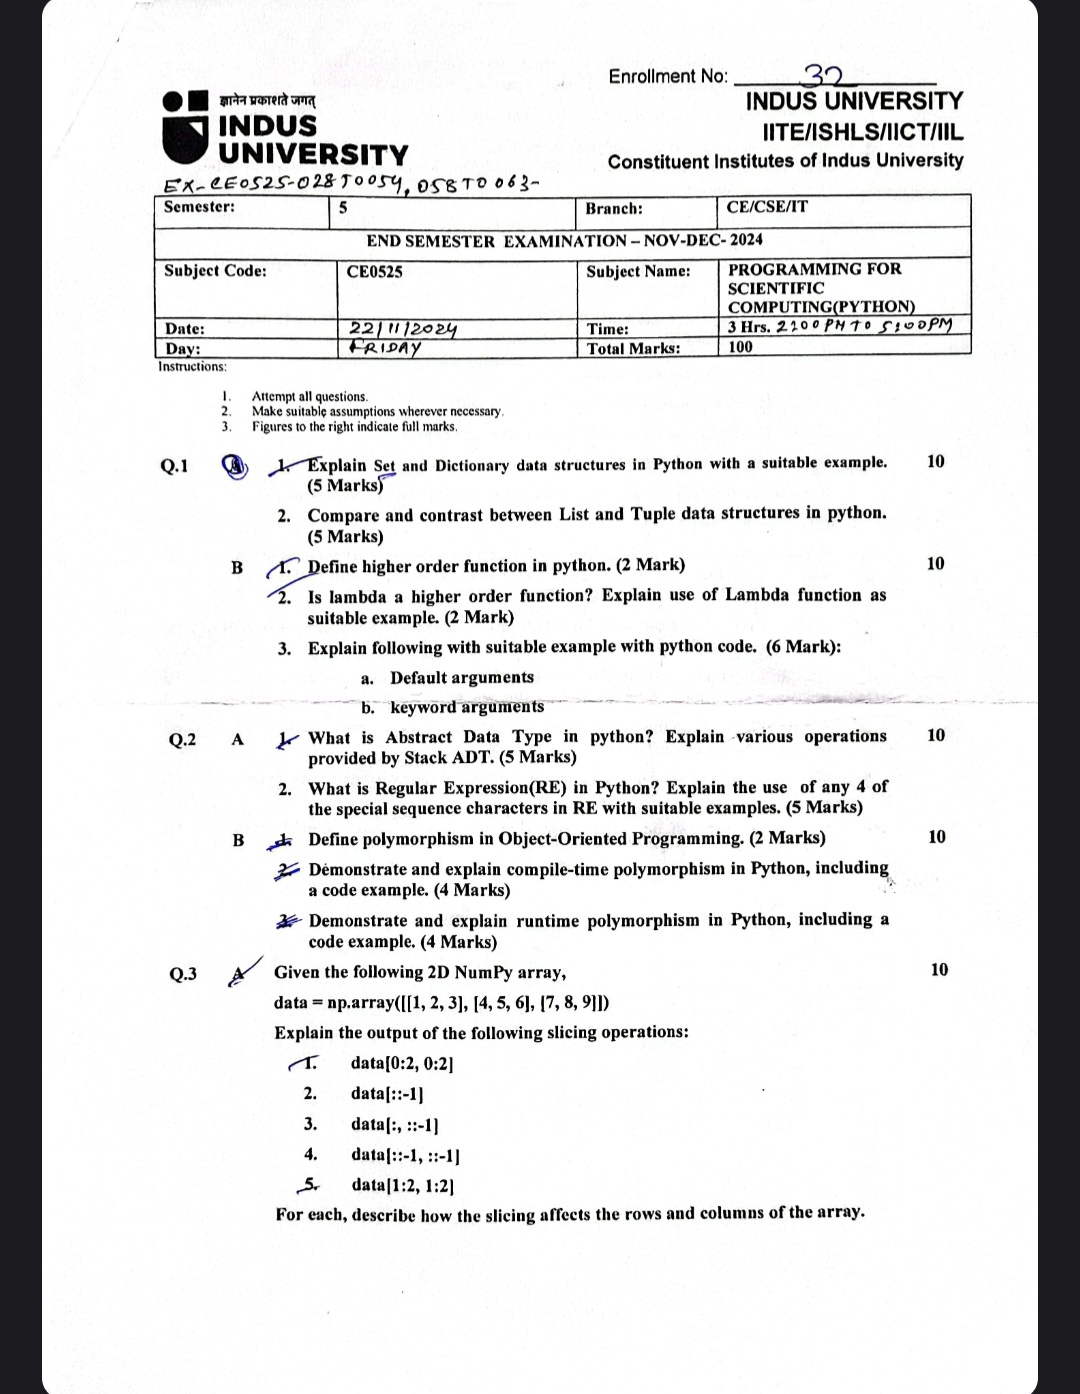 Enrollment No: 32
ज्ञानेन प्रकाशते जगत्
INDUS
UNIVERSITY
INDUS UNIVERSITY
IITE/ISHLS/IICT/IIL
Constituent Institutes of Indus University
EX-CE0525-028 TO 054, 058 TO 063-
Semester: 5 Branch: CE/CSE/IT
END SEMESTER EXAMINATION – NOV-DEC- 2024
Subject Code: CE0525 Subject Name: PROGRAMMING FOR
SCIENTIFIC
COMPUTING(PYTHON)
Date: 22/11/2024 Time: 3 Hrs. 2:00 PM TO 5:00PM
Day: FRIDAY Total Marks: 100
Instructions:
1. Attempt all questions.
2. Make suitable assumptions wherever necessary.
3. Figures to the right indicate full marks.
Q.1 A 1. Explain Set and Dictionary data structures in Python with a suitable example. 10
(5 Marks)
2. Compare and contrast between List and Tuple data structures in python.
(5 Marks)
B 1. Define higher order function in python. (2 Mark) 10
2. Is lambda a higher order function? Explain use of Lambda function as
suitable example. (2 Mark)
3. Explain following with suitable example with python code. (6 Mark):
a. Default arguments
b. keyword arguments
Q.2 A 1. What is Abstract Data Type in python? Explain various operations 10
provided by Stack ADT. (5 Marks)
2. What is Regular Expression(RE) in Python? Explain the use of any 4 of
the special sequence characters in RE with suitable examples. (5 Marks)
B 1. Define polymorphism in Object-Oriented Programming. (2 Marks) 10
2. Demonstrate and explain compile-time polymorphism in Python, including
a code example. (4 Marks)
3. Demonstrate and explain runtime polymorphism in Python, including a
code example. (4 Marks)
Q.3 A Given the following 2D NumPy array, 10
data = np.array([[1, 2, 3], [4, 5, 6], [7, 8, 9]])
Explain the output of the following slicing operations:
1. data[0:2, 0:2]
2. data[::-1]
3. data[:, ::-1]
4. data[::-1, ::-1]
5. data[1:2, 1:2]
For each, describe how the slicing affects the rows and columns of the array.